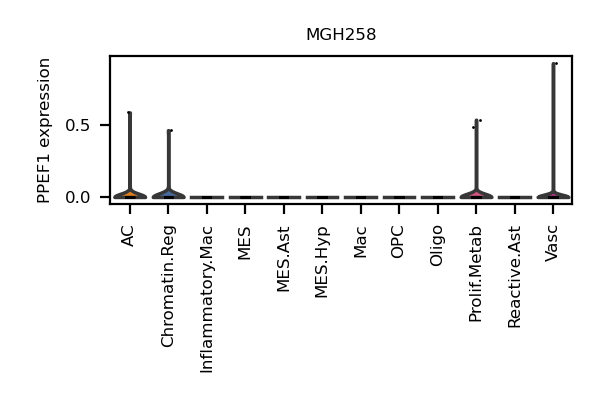 MGH258
PPEF1 expression
0.5
0.0
AC
Chromatin.Reg
Inflammatory.Mac
MES
MES.Ast
MES.Hyp
Mac
OPC
Oligo
Prolif.Metab
Reactive.Ast
Vasc